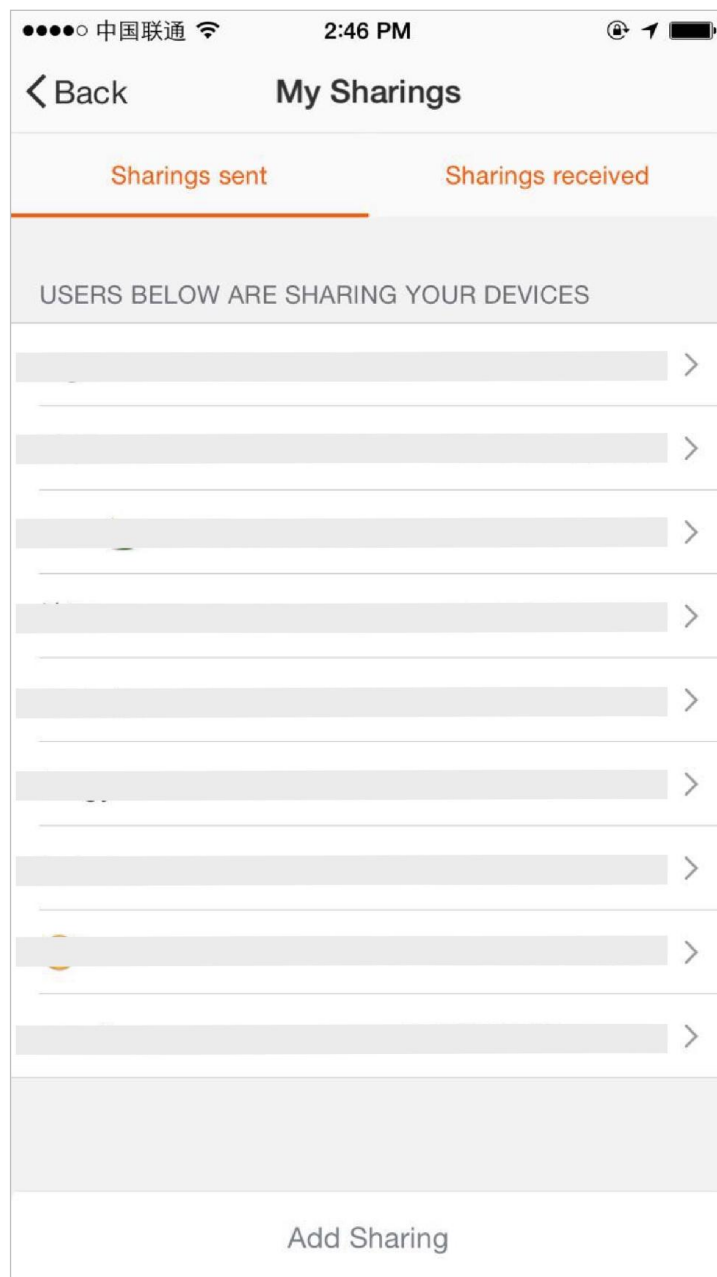 中国联通 2:46 PM
Back My Sharings
Sharings sent Sharings received
USERS BELOW ARE SHARING YOUR DEVICES
Add Sharing